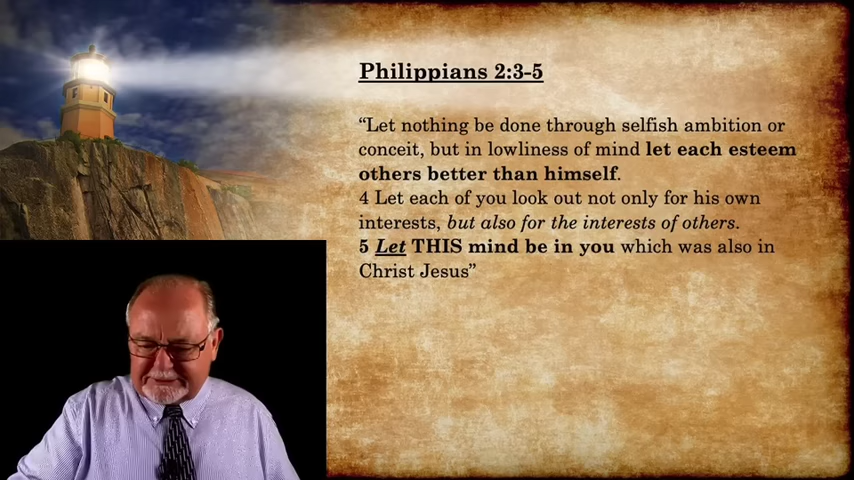 Philippians 2:3-5
“Let nothing be done through selfish ambition or
conceit, but in lowliness of mind let each esteem
others better than himself.
4 Let each of you look out not only for his own
interests, but also for the interests of others.
5 Let THIS mind be in you which was also in
Christ Jesus”